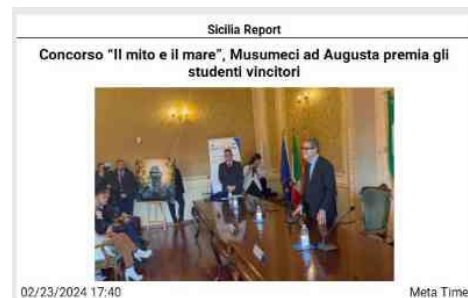 Sicilia Report
Concorso “Il mito e il mare”, Musumeci ad Augusta premia gli
studenti vincitori
02/23/2024 17:40
Meta Time